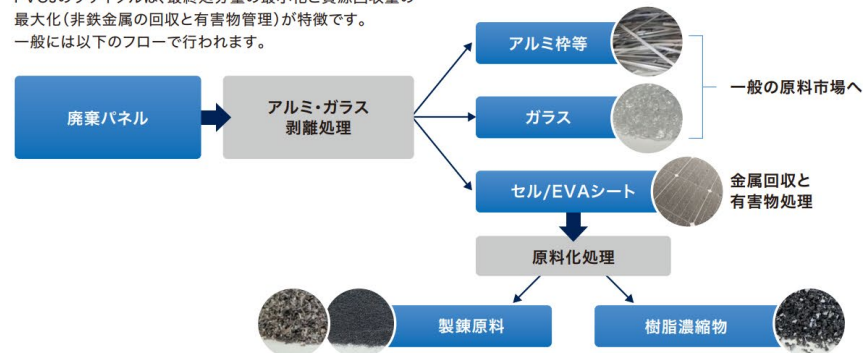 最大化（非鉄金属の回収と有害物管理）が特徴です。
一般には以下のフローで行われます。
廃棄パネル
アルミ・ガラス
剥離処理
アルミ枠等
ガラス
一般の原料市場へ
セル/EVAシート
金属回収と
有害物処理
原料化処理
製錬原料
樹脂濃縮物